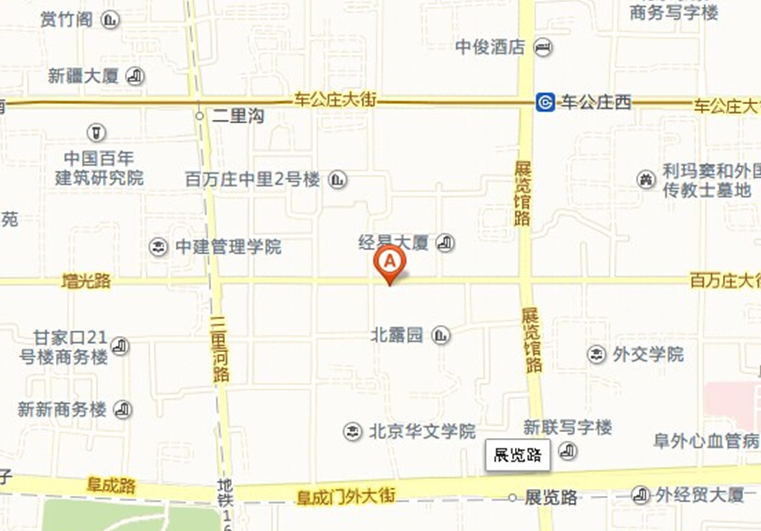 商务写字楼
赏竹阁
中俊酒店
新疆大厦
车公庄大街
车公庄西
车公庄大
二里沟
中国百年
建筑研究院
百万庄中里2号楼
展览馆路
利玛窦和外国
传教士墓地
苑
中建管理学院
经易大厦
A
增光路
百万庄大街
甘家口21
号楼商务楼
三里河路
北露园
展览馆路
外交学院
新新商务楼
北京华文学院
新联写字楼
展览路
阜外心血管病
子
阜成路
地铁16
阜成门外大街
展览路
外经贸大厦